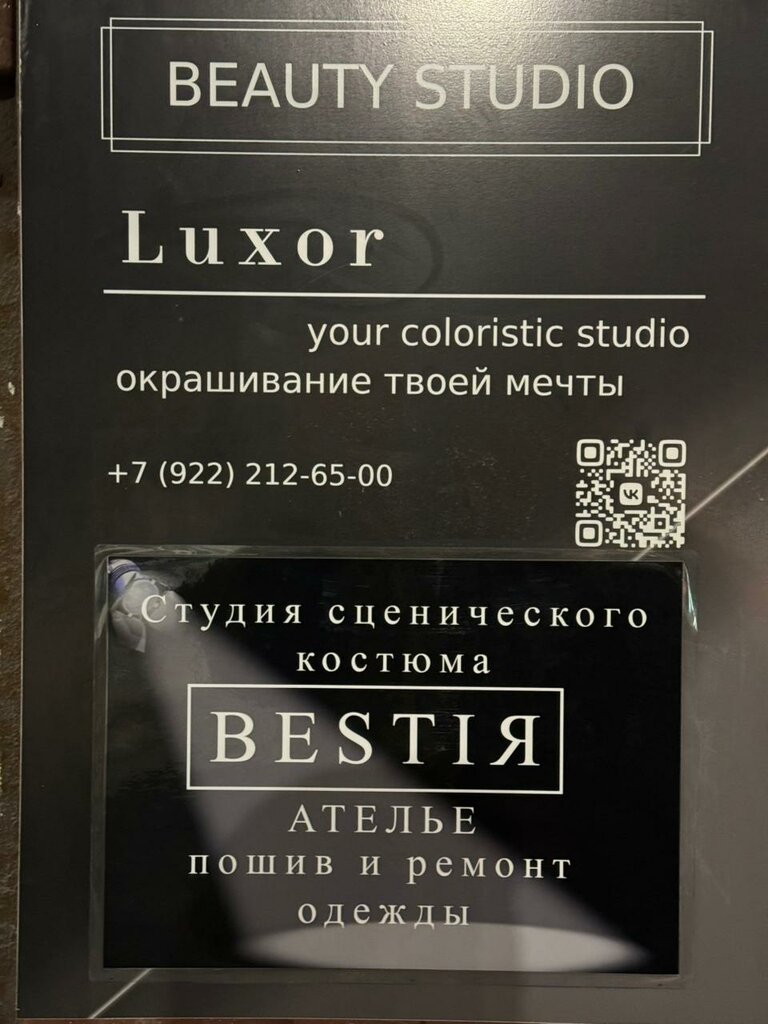 BEAUTY STUDIO
Luxor
your coloristic studio
окрашивание твоей мечты
+7 (922) 212-65-00
Студия сценического
костюма
BESTIЯ
АТЕЛЬЕ
пошив и ремонт
одежды